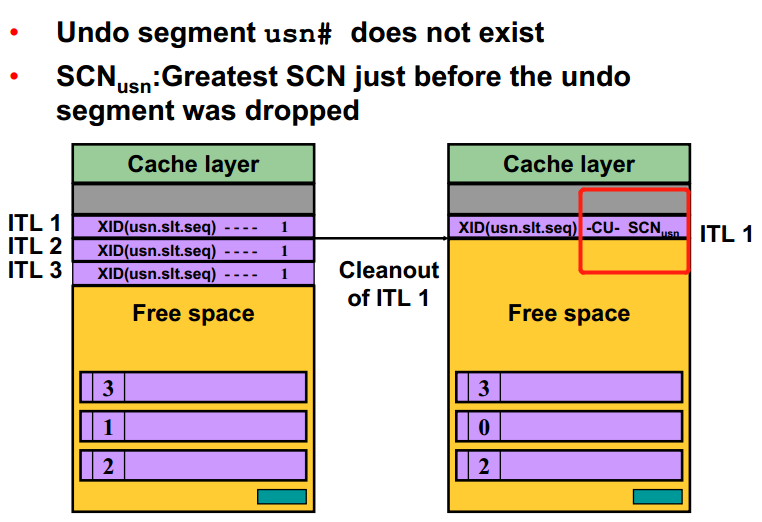 • Undo segment usn# does not exist
• SCNusn:Greatest SCN just before the undo
segment was dropped
Cache layer
ITL 1 XID(usn.slt.seq) ---- 1
ITL 2 XID(usn.slt.seq) ---- 1
ITL 3 XID(usn.slt.seq) ---- 1
Free space
3
1
2
Cleanout
of ITL 1
Cache layer
XID(usn.slt.seq) -CU- SCNusn ITL 1
Free space
3
0
2